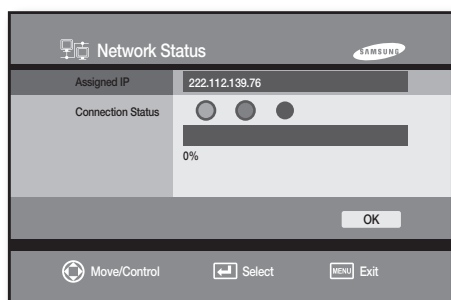 Network Status
SAMSUNG
Assigned IP 222.112.139.76
Connection Status
0%
OK
Move/Control Select MENU Exit